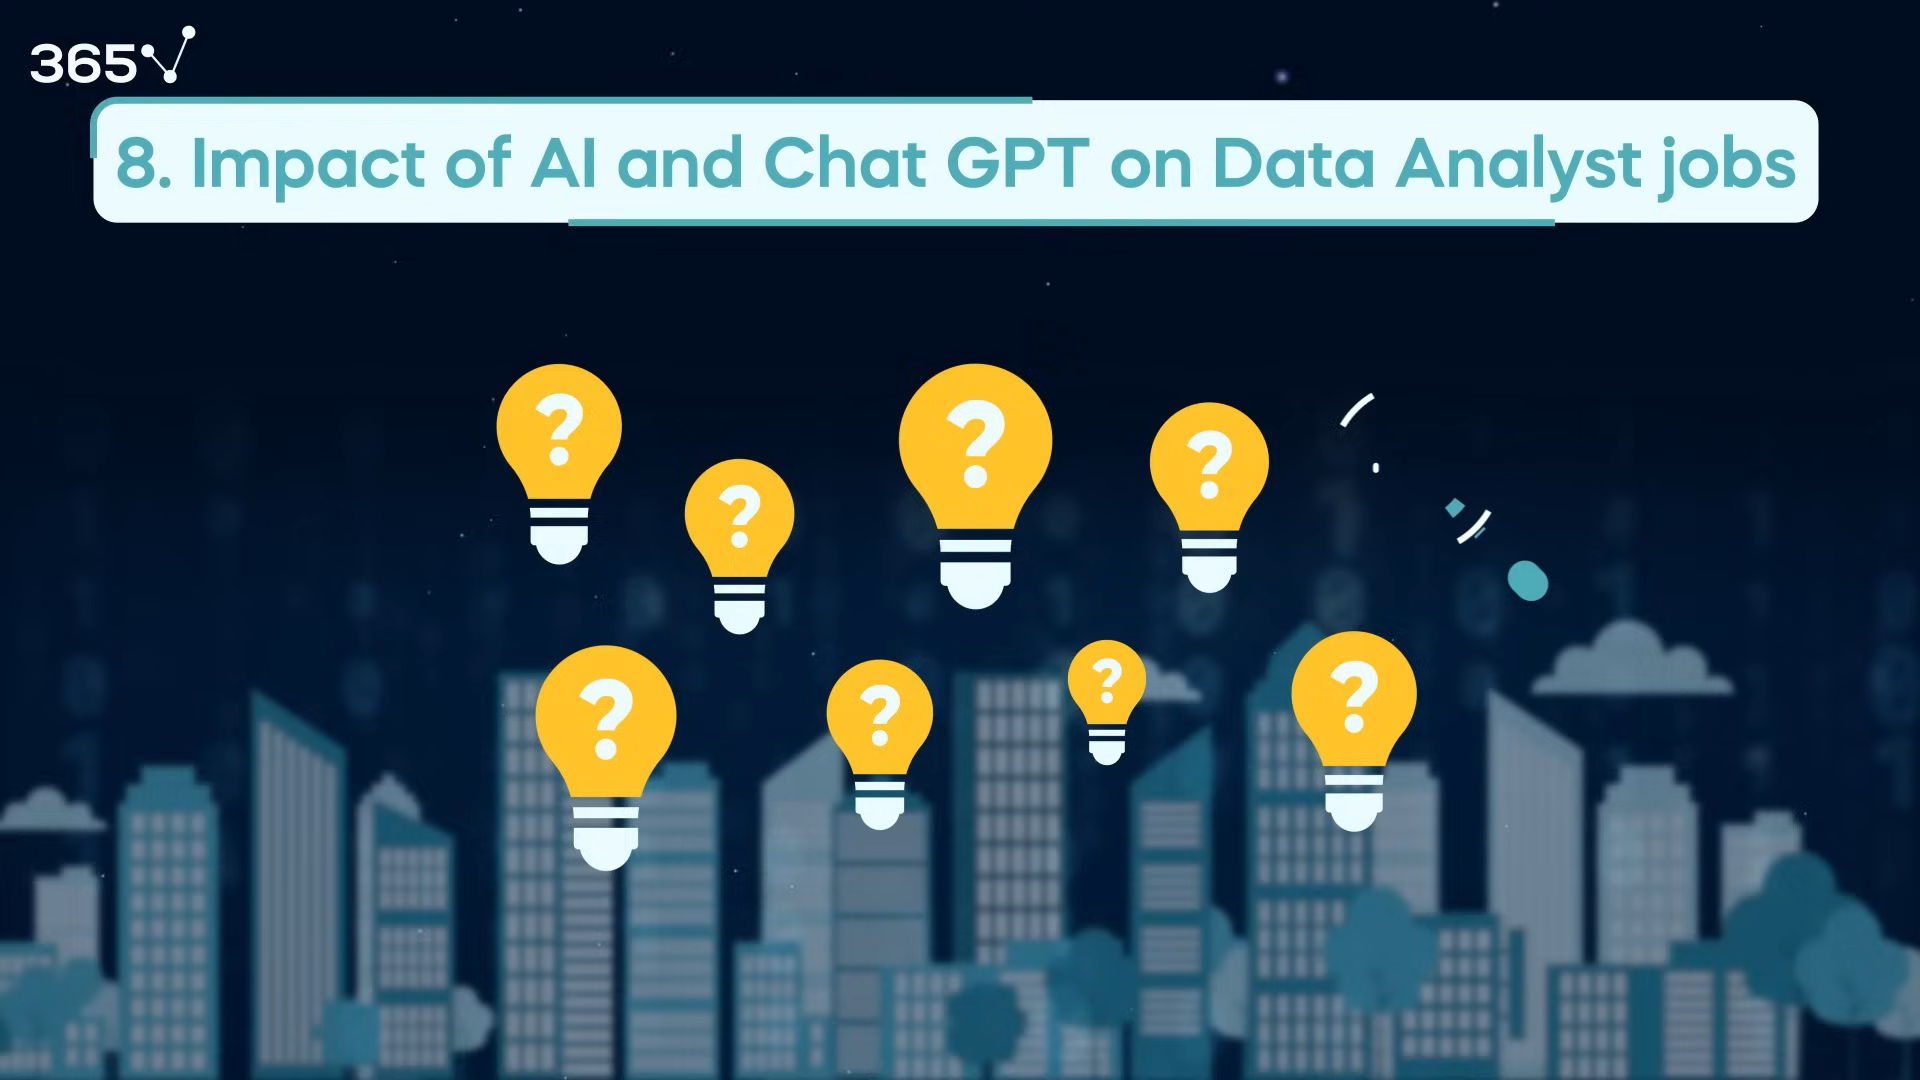 365
8. Impact of AI and Chat GPT on Data Analyst jobs
? ? ? ?
? ? ? ?